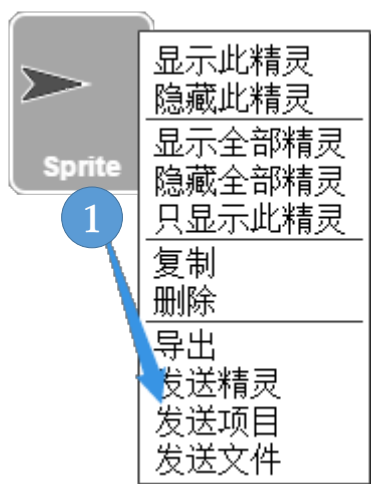 显示此精灵
隐藏此精灵
显示全部精灵
隐藏全部精灵
只显示此精灵
复制
删除
导出
发送精灵
发送项目
发送文件
Sprite
1